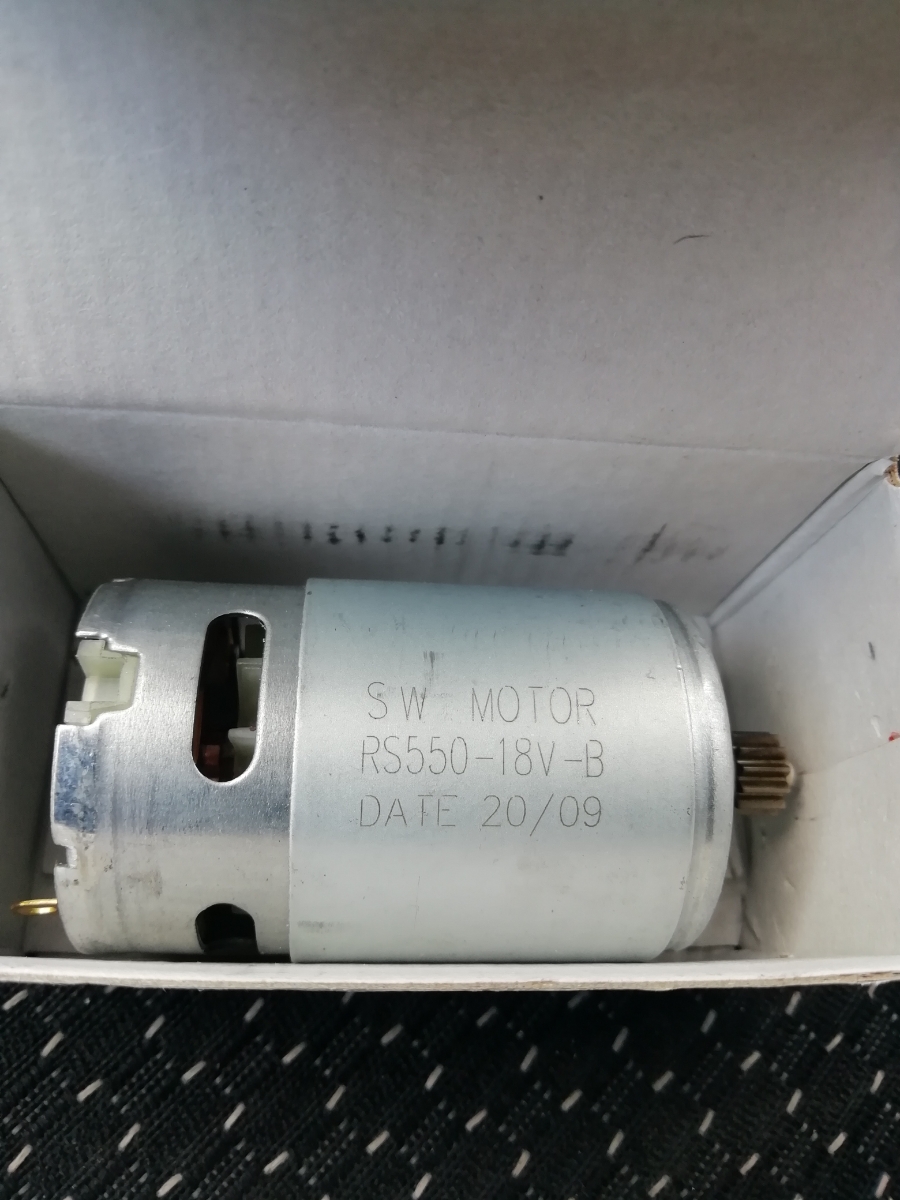 SW MOTOR
RS550-18V-B
DATE 20/09